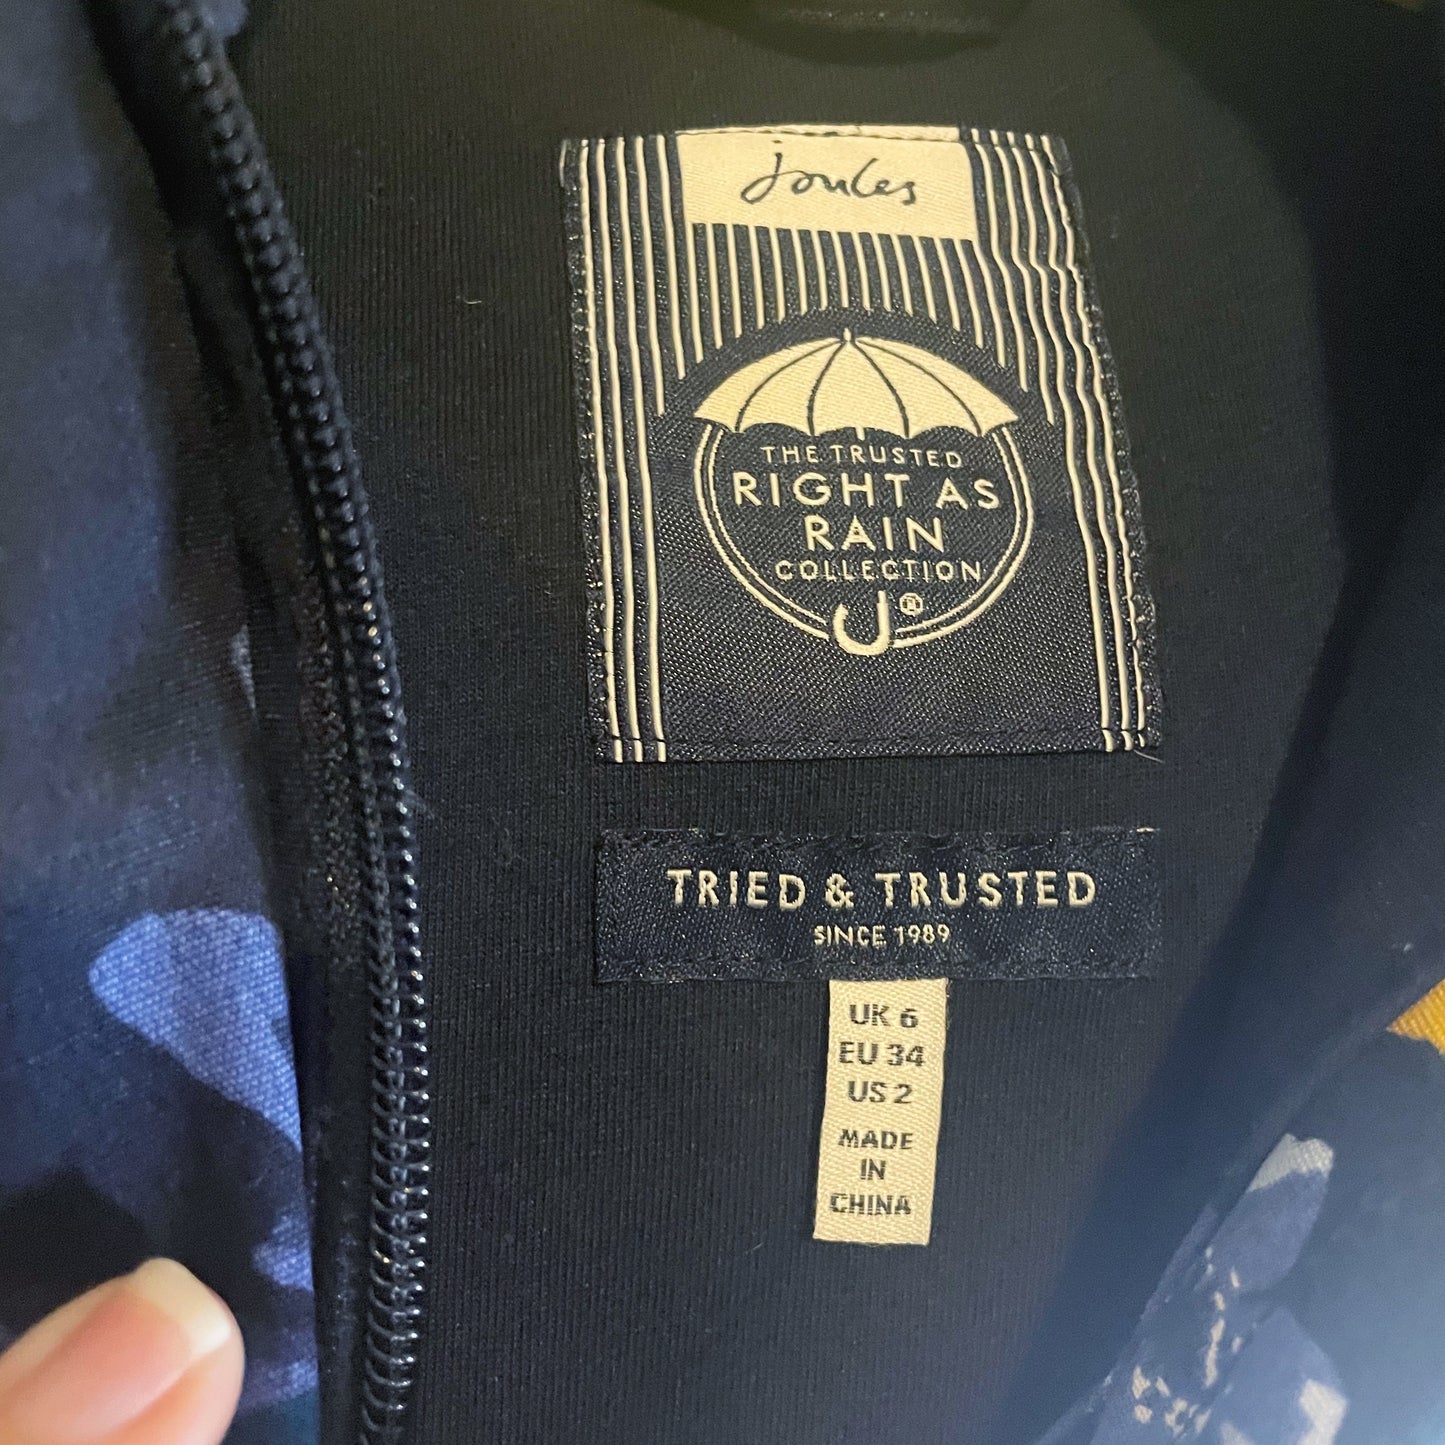 joules
THE TRUSTED
RIGHT AS
RAIN
COLLECTION
®
TRIED & TRUSTED
SINCE 1989
UK 6
EU 34
US 2
MADE
IN
CHINA